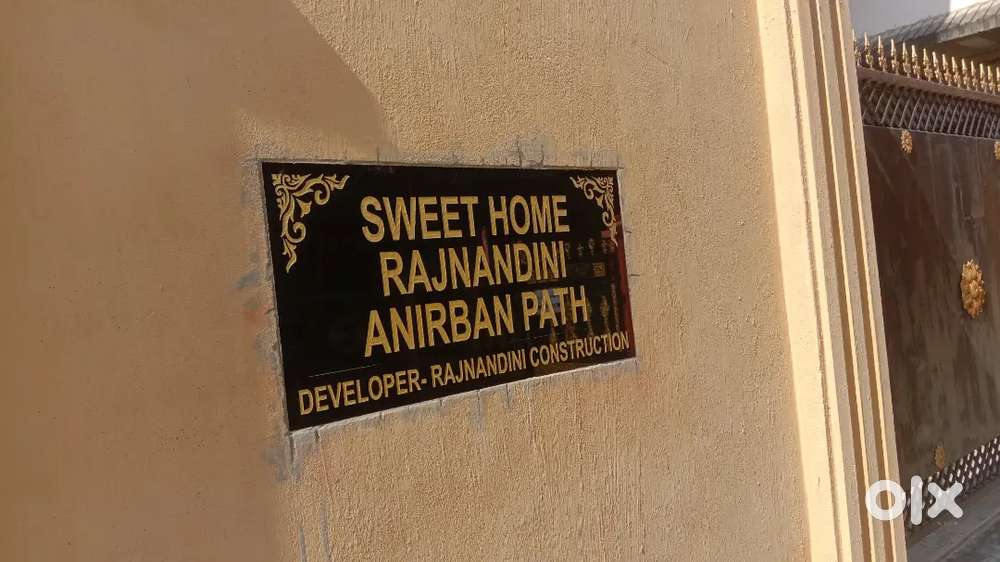 SWEET HOME
RAJNANDINI
ANIRBAN PATH
DEVELOPER- RAJNANDINI CONSTRUCTION
olx